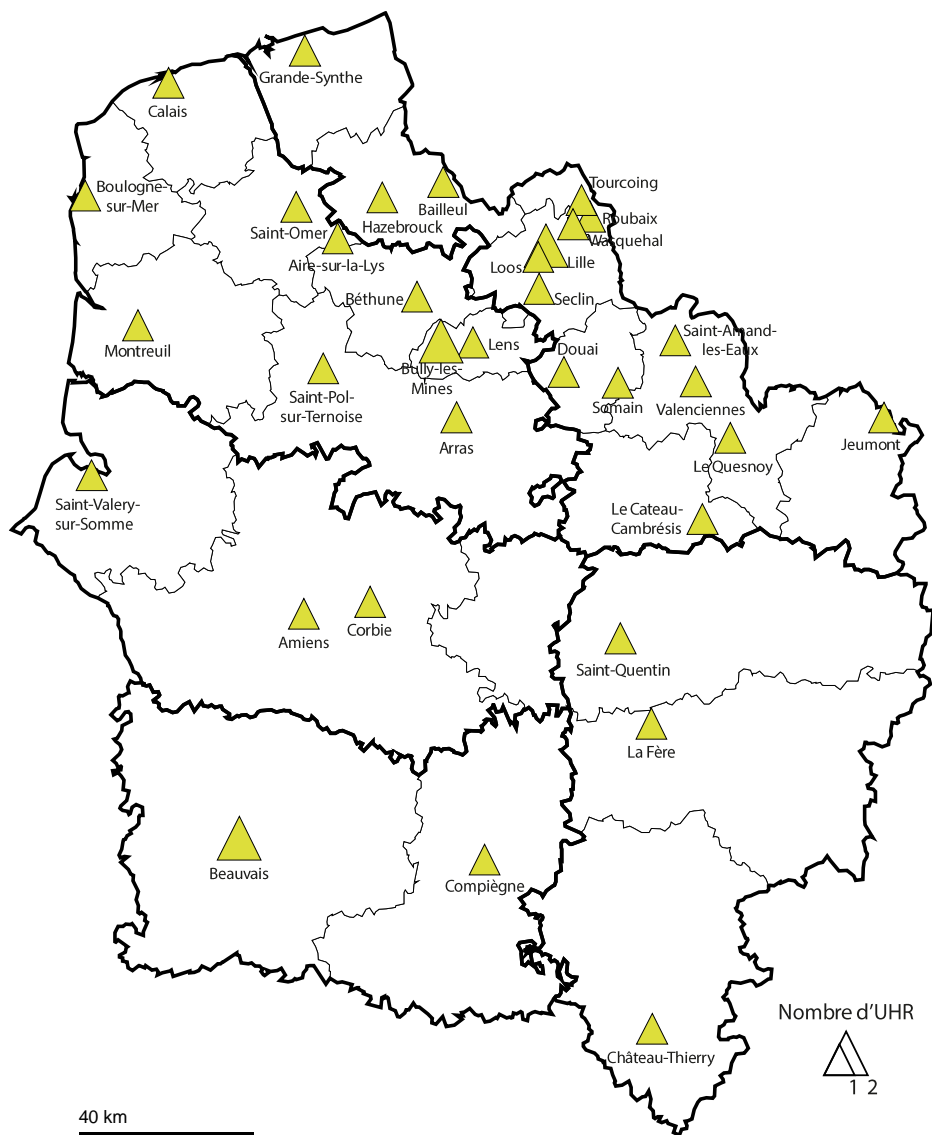 Grande-Synthe
Calais
Tourcoing
Boulogne-
sur-Mer
Bailleul
Roubaix
Hazebrouck
Saint-Omer
Wasquehal
Aire-sur-la-Lys
Loos
Lille
Béthune
Seclin
Saint-Amand-
les-Eaux
Montreuil
Lens
Douai
Bully-les-
Mines
Saint-Pol-
sur-Ternoise
Somain
Valenciennes
Arras
Jeumont
Le Quesnoy
Saint-Valery-
sur-Somme
Le Cateau-
Cambrésis
Amiens
Corbie
Saint-Quentin
La Fère
Beauvais
Compiègne
Nombre d'UHR
Château-Thierry
1 2
40 km